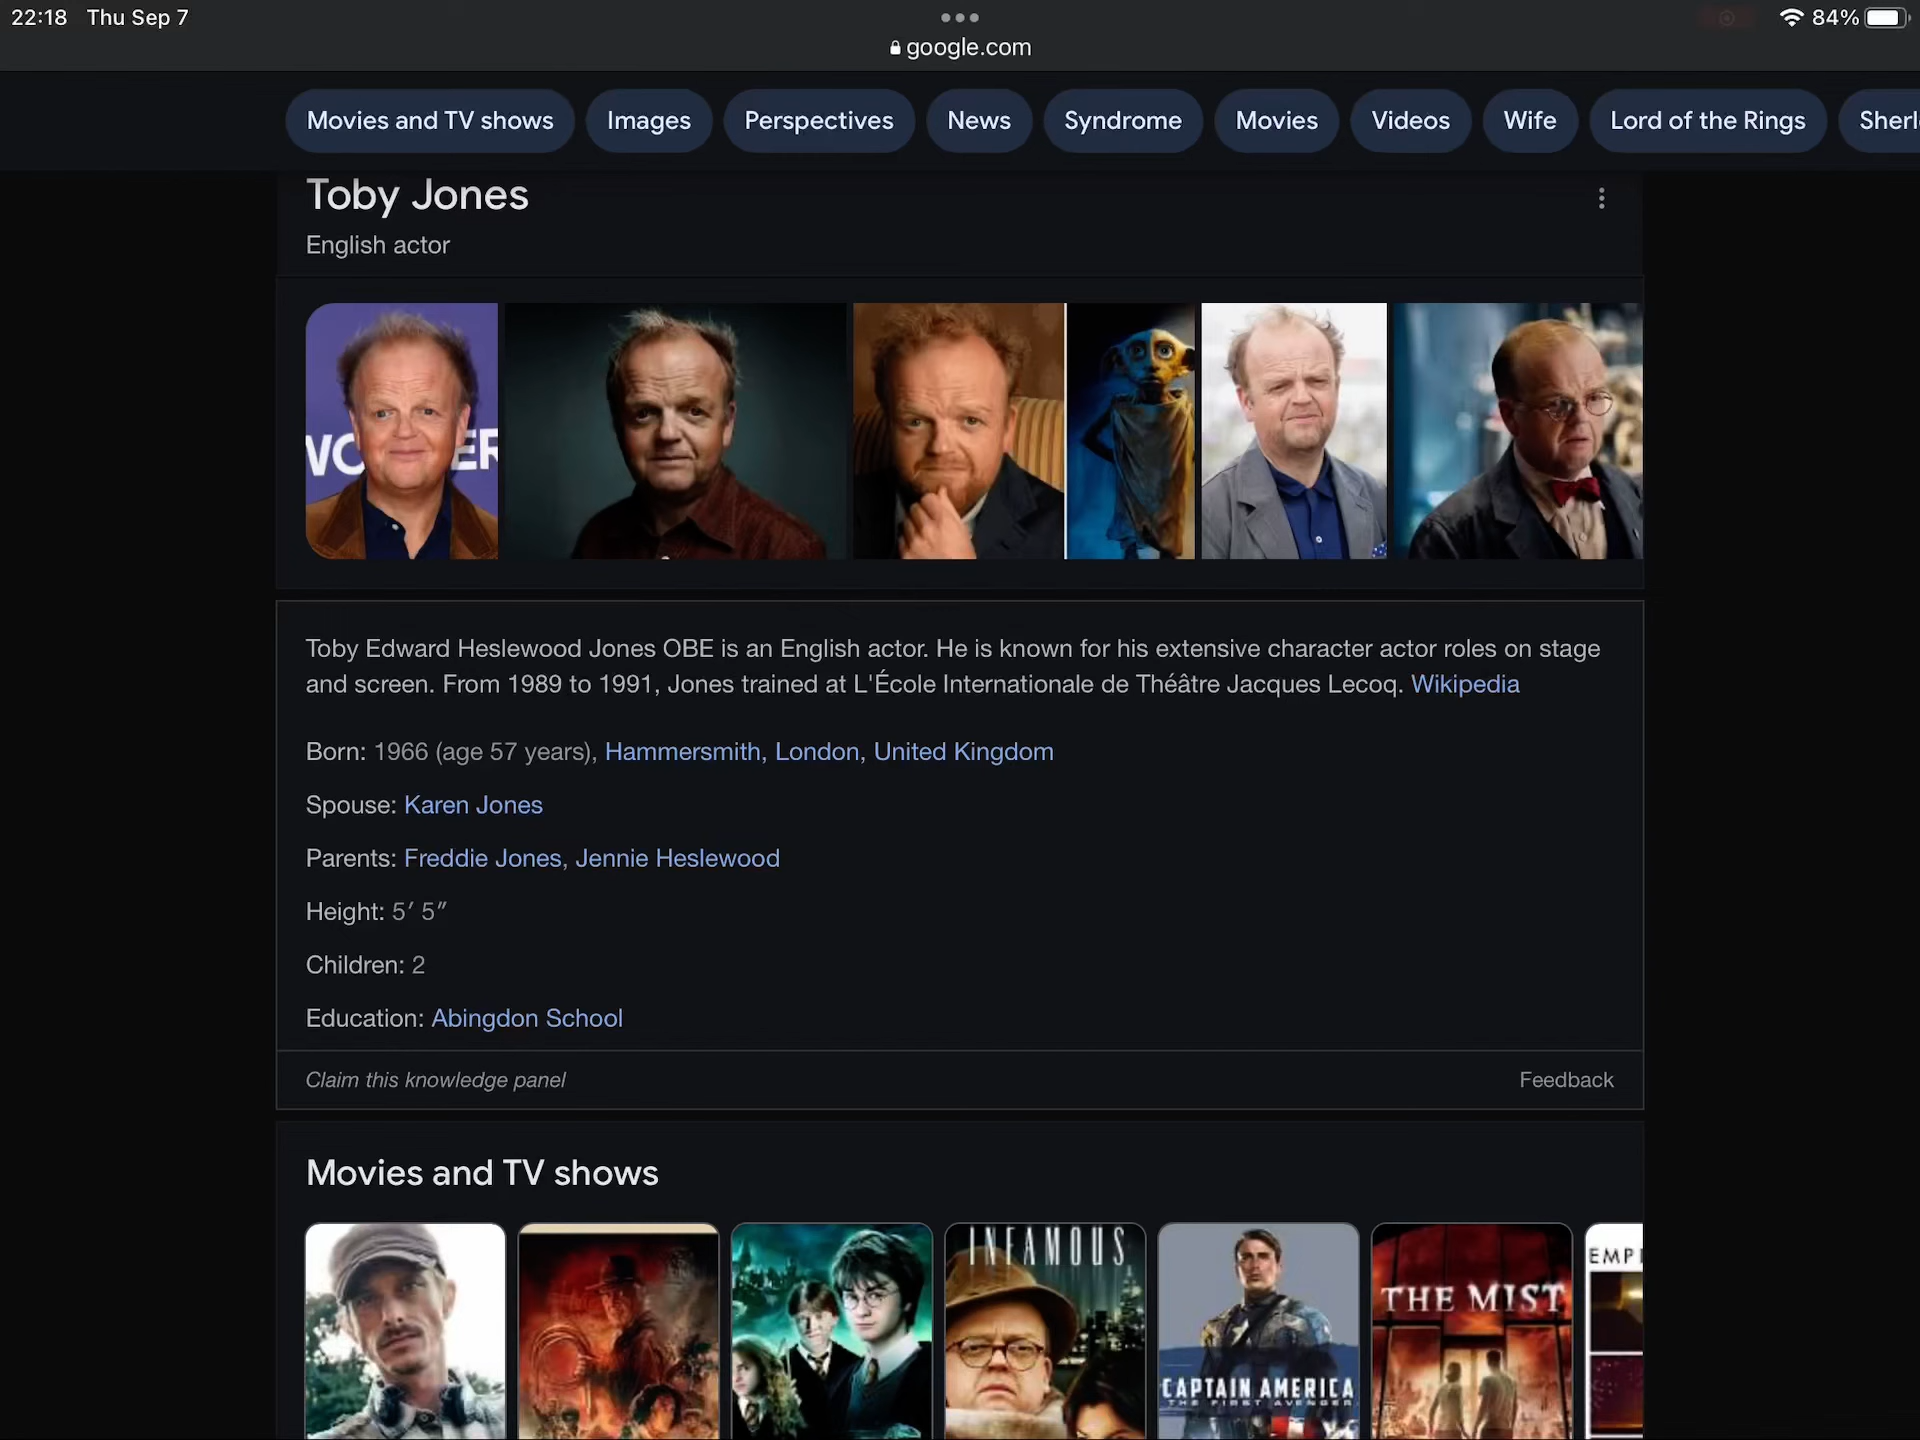 22:18 Thu Sep 7
84%
google.com
Movies and TV shows Images Perspectives News Syndrome Movies Videos Wife Lord of the Rings Sherl
Toby Jones
English actor
Toby Edward Heslewood Jones OBE is an English actor. He is known for his extensive character actor roles on stage
and screen. From 1989 to 1991, Jones trained at L'École Internationale de Théâtre Jacques Lecoq. Wikipedia
Born: 1966 (age 57 years), Hammersmith, London, United Kingdom
Spouse: Karen Jones
Parents: Freddie Jones, Jennie Heslewood
Height: 5′ 5″
Children: 2
Education: Abingdon School
Claim this knowledge panel Feedback
Movies and TV shows
INFAMOUS
CAPTAIN AMERICA
THE FIRST AVENGER
THE MIST
EMPI